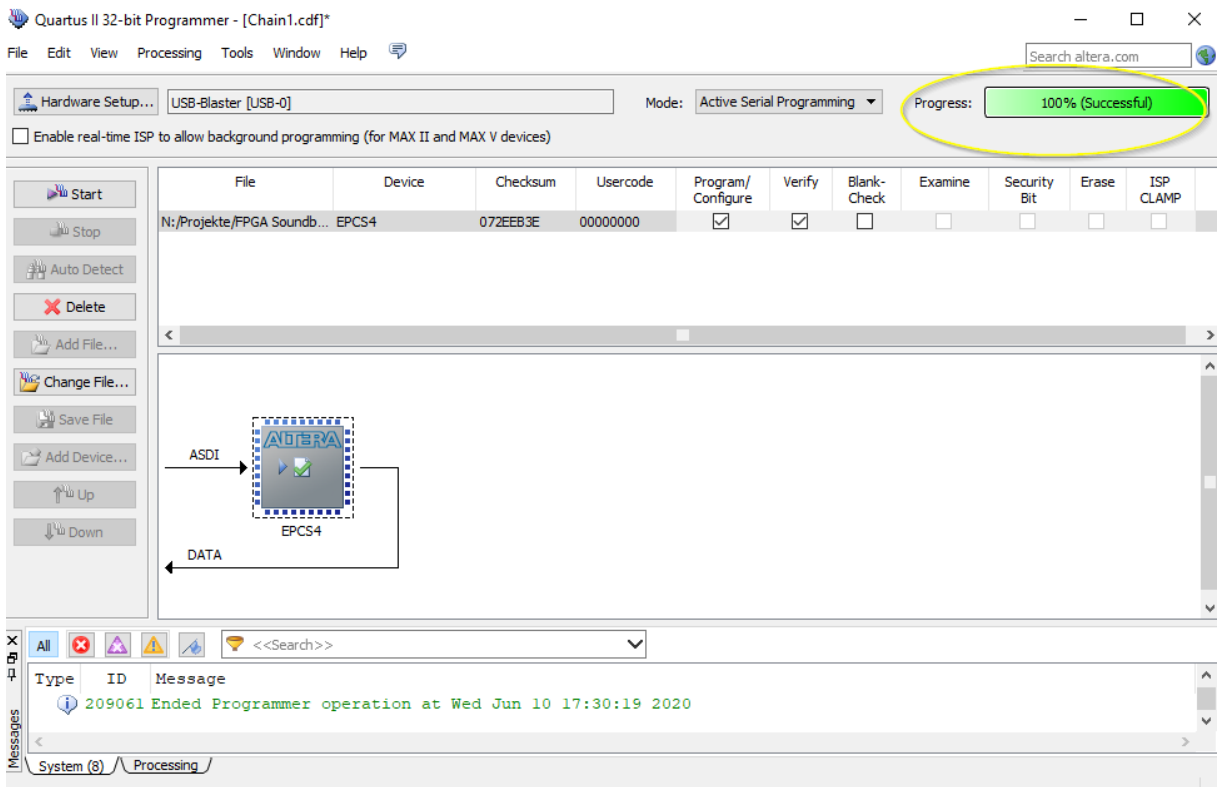 Quartus II 32-bit Programmer - [Chain1.cdf]*
File Edit View Processing Tools Window Help
Search altera.com
Hardware Setup... USB-Blaster [USB-0] Mode: Active Serial Programming Progress: 100% (Successful)
Enable real-time ISP to allow background programming (for MAX II and MAX V devices)
File Device Checksum Usercode Program/ Verify Blank- Examine Security Erase ISP
Configure Check Bit CLAMP
N:/Projekte/FPGA Soundb... EPCS4 072EEB3E 00000000
Start
Stop
Auto Detect
Delete
Add File...
Change File...
Save File
Add Device...
Up
Down
ALTERA
ASDI
EPCS4
DATA
All <<Search>>
Type ID Message
209061 Ended Programmer operation at Wed Jun 10 17:30:19 2020
Messages
System (8) Processing